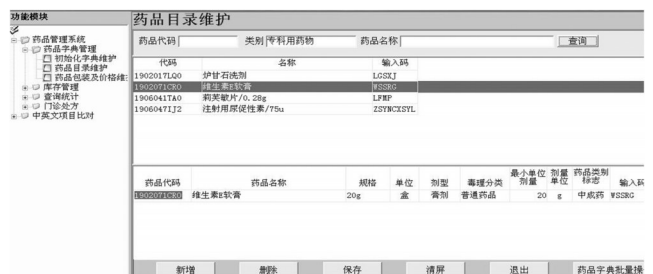 功能模块
药品管理系统
药品字典管理
初始化字典维护
药品目录维护
药品包装及价格维
库存管理
查询统计
门诊处方
中英文项目比对
药品目录维护
药品代码 类别 专科用药物 药品名称 查询
代码 名称 输入码
1902017LQ0 炉甘石洗剂 LGSXJ
1902071CR0 维生素E软膏 WSSRG
1906041TA0 莉芙敏片/0.28g LFMP
1906047IJ2 注射用尿促性素/75u ZSYNCXSYL
药品代码 药品名称 规格 单位 剂型 毒理分类 最小单位剂量 剂量单位 药品类别标志 输入码
1902071CR0 维生素E软膏 20g 盒 膏剂 普通药品 20 g 中成药 WSSRG
新增 删除 保存 清屏 退出 药品字典批量操